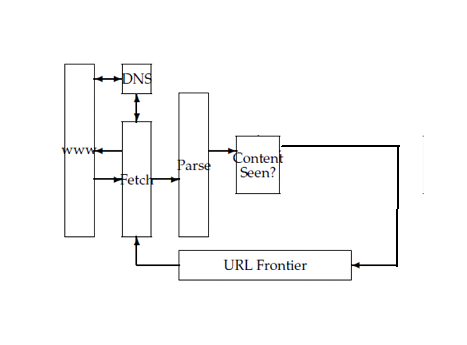 DNS
www
Fetch
Parse
Content
Seen?
URL Frontier